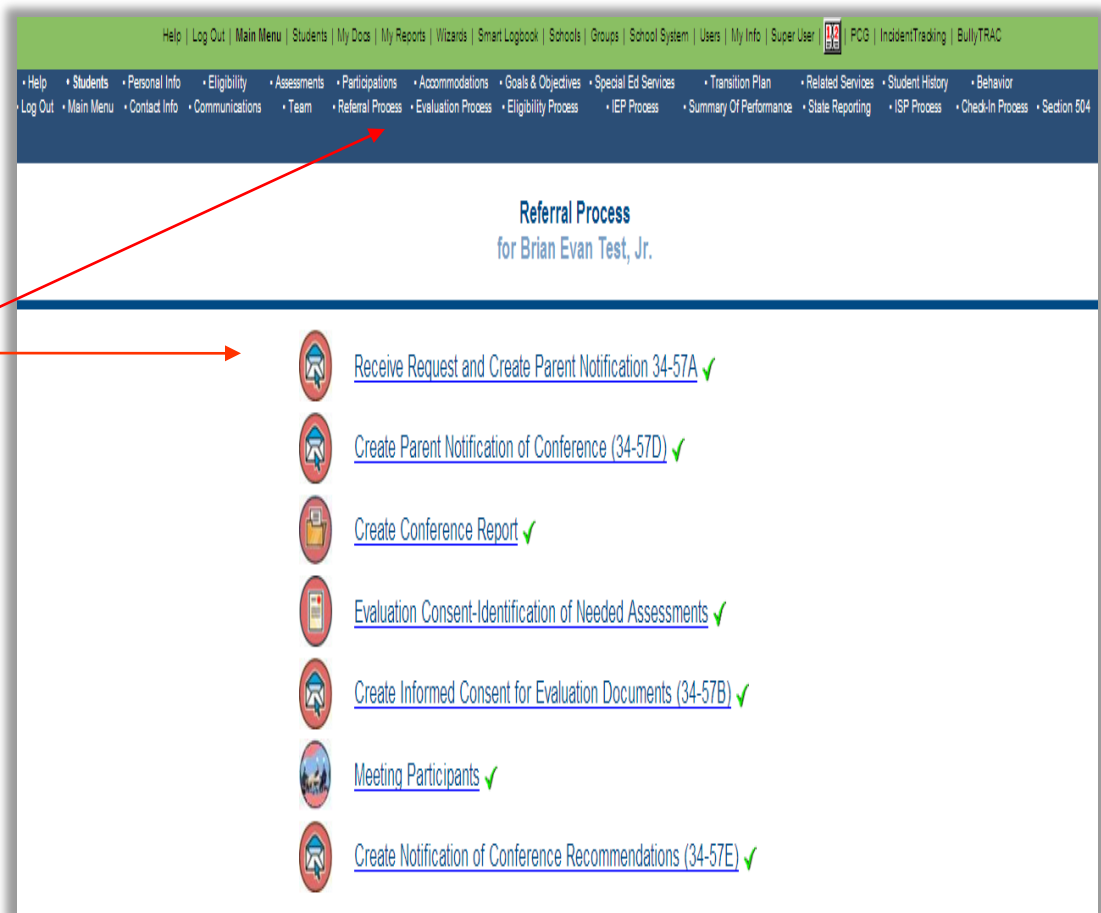 Help | Log Out | Main Menu | Students | My Docs | My Reports | Wizards | Smart Logbook | Schools | Groups | School System | Users | My Info | Super User | 12 | PCG | IncidentTracking | BullyTRAC
• Help • Students • Personal Info • Eligibility • Assessments • Participations • Accommodations • Goals & Objectives • Special Ed Services • Transition Plan • Related Services • Student History • Behavior
• Log Out • Main Menu • Contact Info • Communications • Team • Referral Process • Evaluation Process • Eligibility Process • IEP Process • Summary Of Performance • State Reporting • ISP Process • Check-In Process • Section 504
Referral Process
for Brian Evan Test, Jr.
Receive Request and Create Parent Notification 34-57A
Create Parent Notification of Conference (34-57D)
Create Conference Report
Evaluation Consent-Identification of Needed Assessments
Create Informed Consent for Evaluation Documents (34-57B)
Meeting Participants
Create Notification of Conference Recommendations (34-57E)